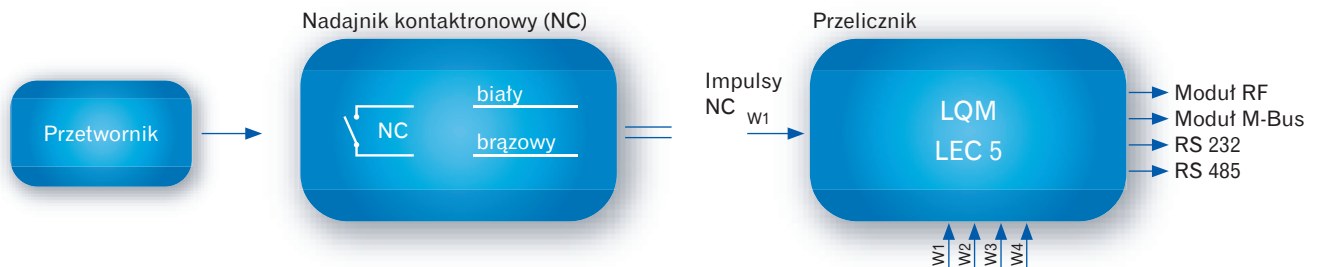 Nadajnik kontaktronowy (NC)
Przelicznik
Przetwornik
NC
biały
brązowy
Impulsy
NC
W1
LQM
LEC 5
Moduł RF
Moduł M-Bus
RS 232
RS 485
W1
W2
W3
W4